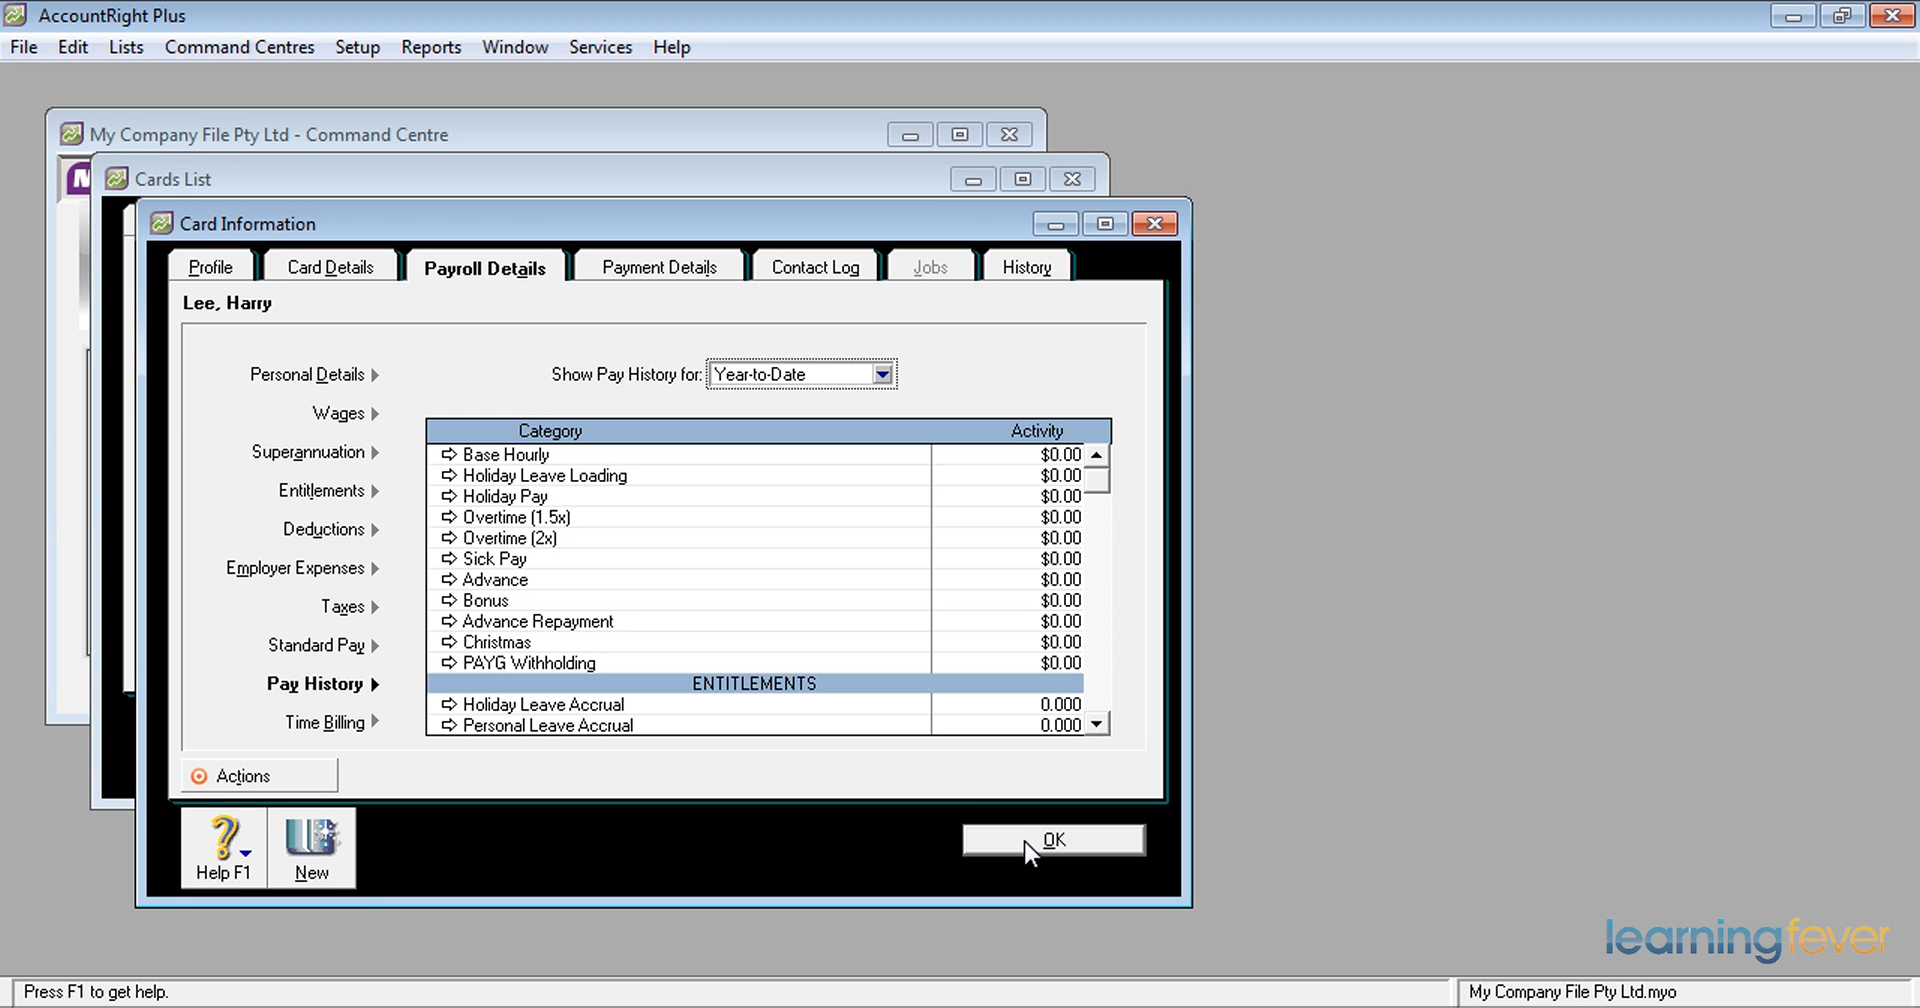 AccountRight Plus
File Edit Lists Command Centres Setup Reports Window Services Help
My Company File Pty Ltd - Command Centre
Cards List
Card Information
Profile Card Details Payroll Details Payment Details Contact Log Jobs History
Lee, Harry
Personal Details
Wages
Superannuation
Entitlements
Deductions
Employer Expenses
Taxes
Standard Pay
Pay History
Time Billing
Show Pay History for: Year-to-Date
Category Activity
Base Hourly $0.00
Holiday Leave Loading $0.00
Holiday Pay $0.00
Overtime (1.5x) $0.00
Overtime (2x) $0.00
Sick Pay $0.00
Advance $0.00
Bonus $0.00
Advance Repayment $0.00
Christmas $0.00
PAYG Withholding $0.00
ENTITLEMENTS
Holiday Leave Accrual 0.000
Personal Leave Accrual 0.000
Actions
Help F1 New
OK
learningfever
Press F1 to get help. My Company File Pty Ltd.myo